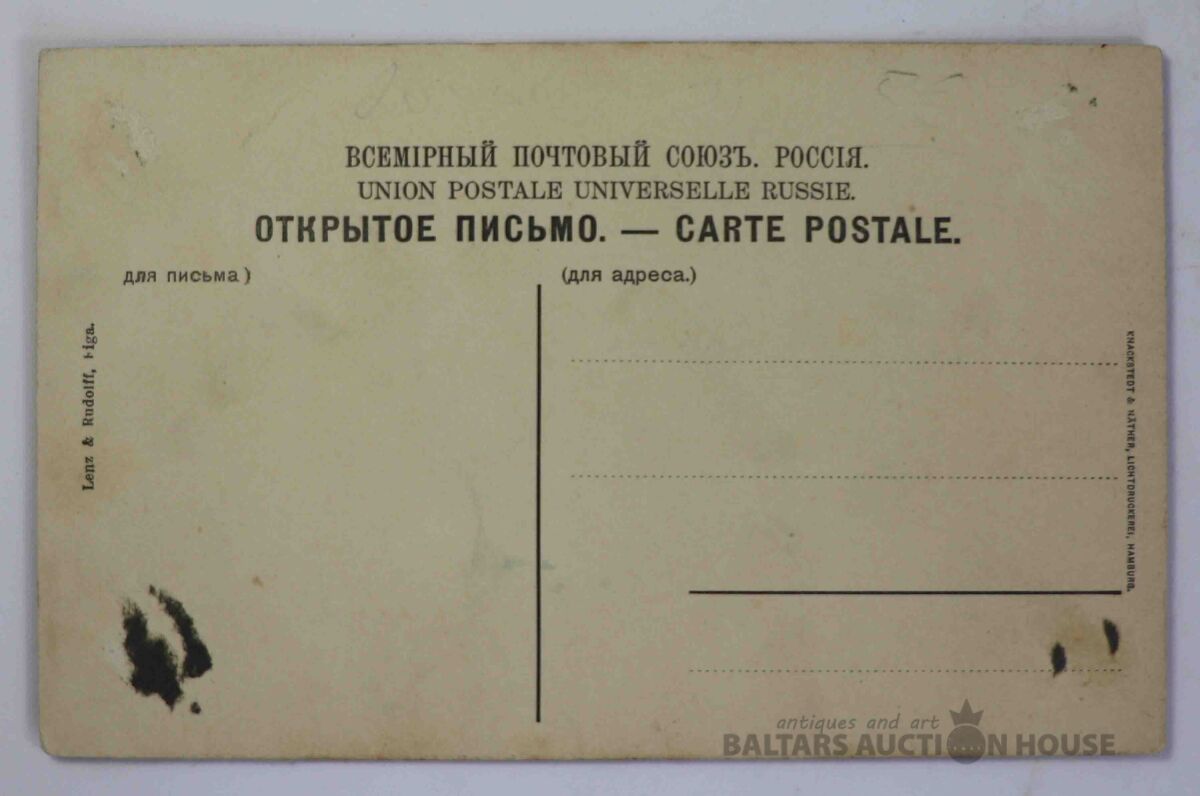 ВСЕМІРНЫЙ ПОЧТОВЫЙ СОЮЗЪ. РОССІЯ.
UNION POSTALE UNIVERSELLE RUSSIE.
ОТКРЫТОЕ ПИСЬМО. — CARTE POSTALE.
для письма)
(для адреса.)
Lenz & Rudolff, Riga.
KNACKSTEDT & NÄTHER, LICHTDRUCKEREI, HAMBURG.
antiques and art
BALTARS AUCTION HOUSE